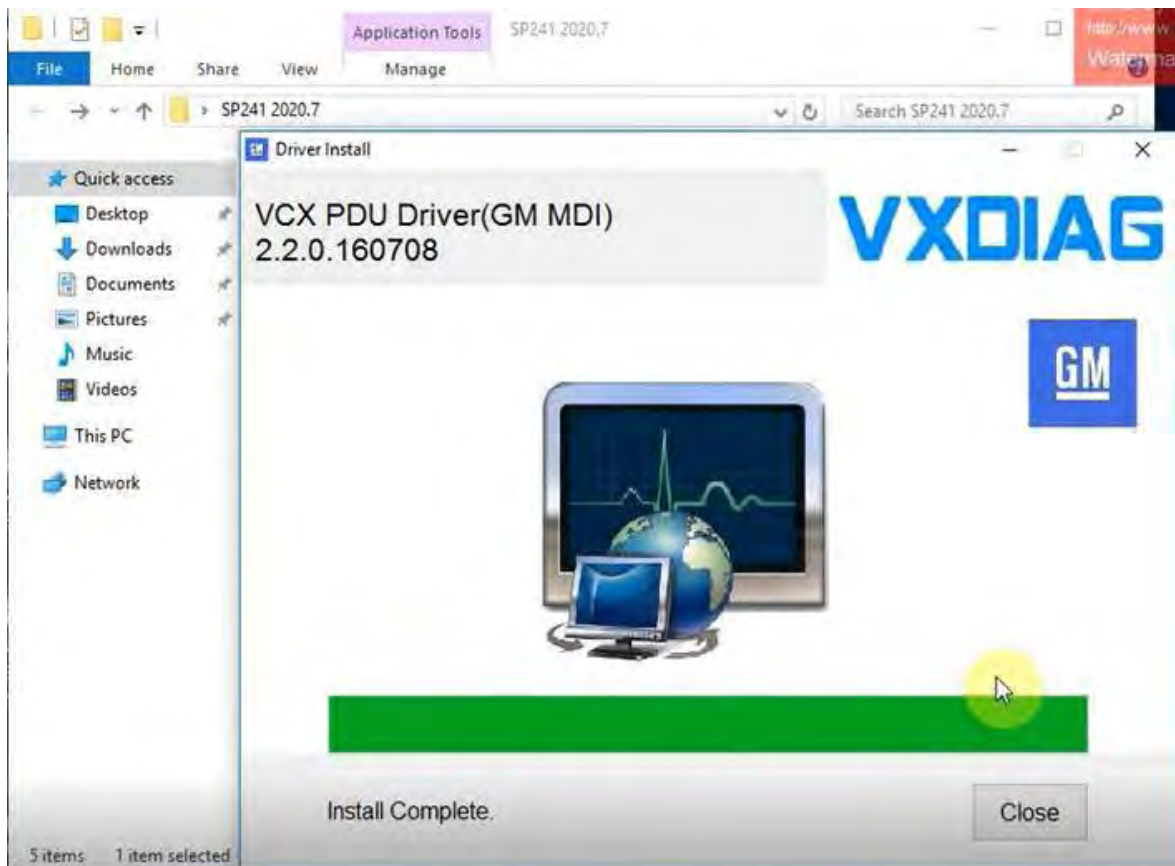 Application Tools
SP241 2020.7
http://www
File
Home
Share
View
Manage
SP241 2020.7
Search SP241 2020.7
Driver Install
Quick access
Desktop
Downloads
Documents
Pictures
Music
Videos
This PC
Network
VCX PDU Driver(GM MDI)
2.2.0.160708
VXDIAG
GM
Install Complete.
Close
5 items
1 item selected